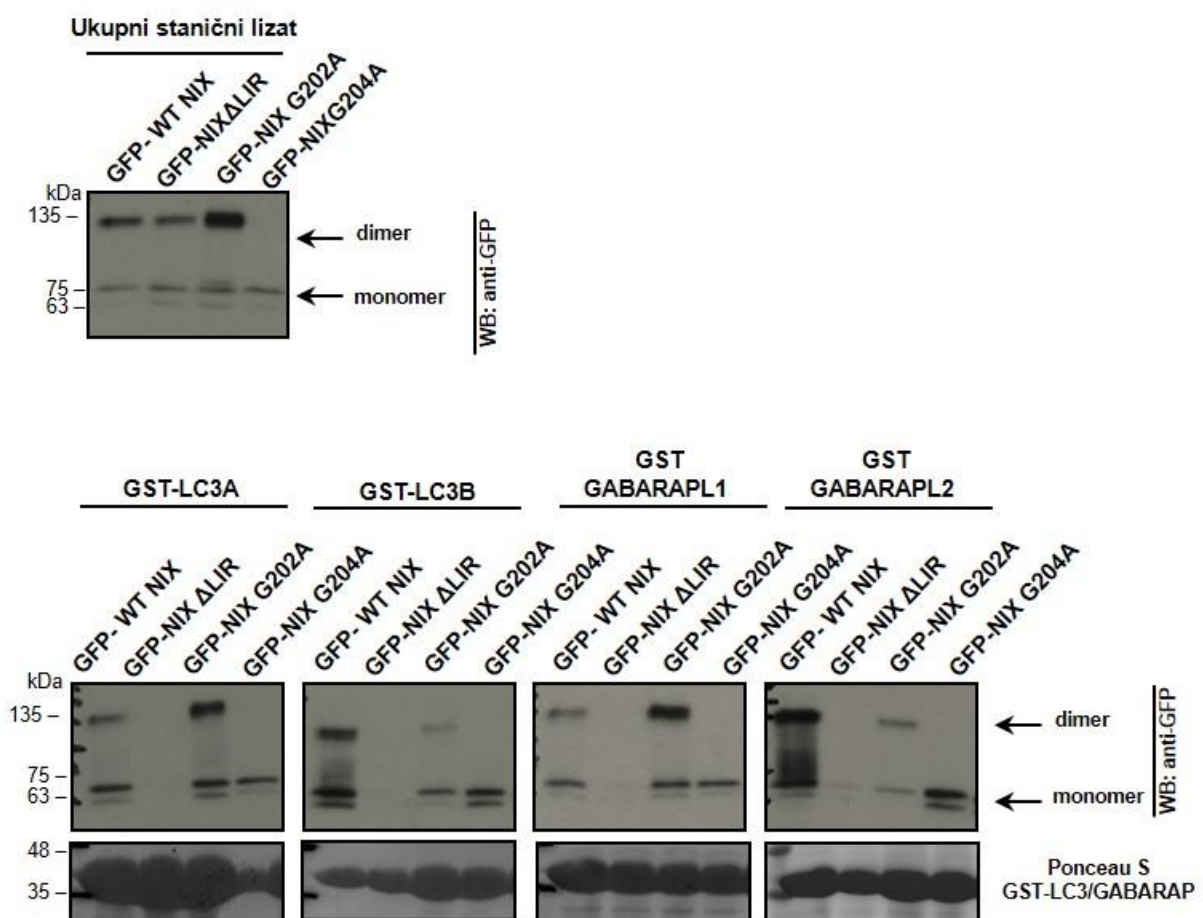 Ukupni stanični lizat
GFP- WT NIX
GFP-NIXΔLIR
GFP-NIX G202A
GFP-NIXG204A
kDa
135 –
75 –
63 –
dimer
monomer
WB: anti-GFP
GST-LC3A
GST-LC3B
GST
GABARAPL1
GST
GABARAPL2
GFP- WT NIX
GFP-NIX ΔLIR
GFP-NIX G202A
GFP-NIX G204A
GFP- WT NIX
GFP-NIX ΔLIR
GFP-NIX G202A
GFP-NIX G204A
GFP- WT NIX
GFP-NIX ΔLIR
GFP-NIX G202A
GFP-NIX G204A
GFP- WT NIX
GFP-NIX ΔLIR
GFP-NIX G202A
GFP-NIX G204A
kDa
135 –
75 –
63 –
dimer
monomer
WB: anti-GFP
48 –
35 –
Ponceau S
GST-LC3/GABARAP